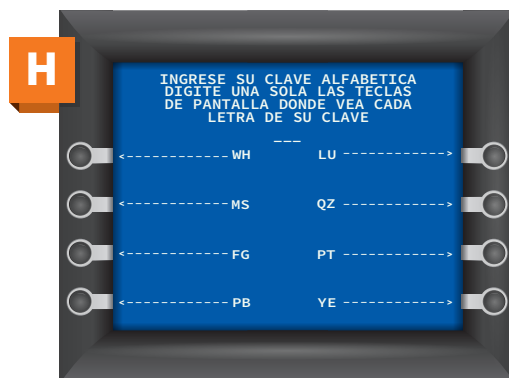 H
INGRESE SU CLAVE ALFABETICA
DIGITE UNA SOLA LAS TECLAS
DE PANTALLA DONDE VEA CADA
LETRA DE SU CLAVE
___
<------------WH LU ------------>
<------------MS QZ ------------>
<------------FG PT ------------>
<------------PB YE ------------>